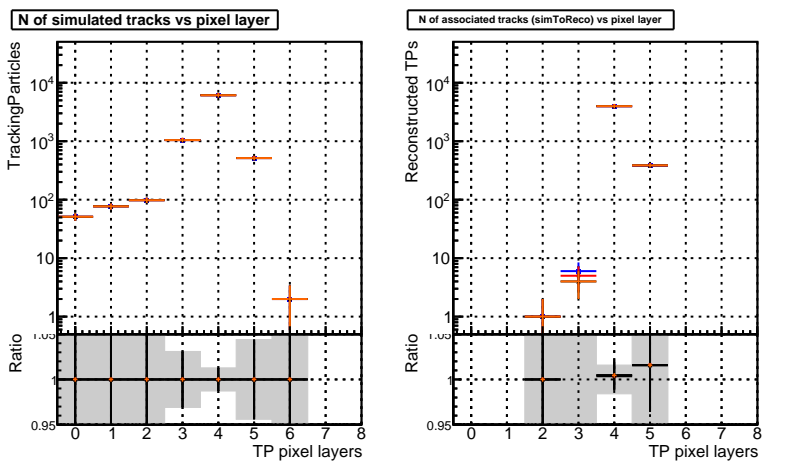 N of simulated tracks vs pixel layer
TrackingParticles
10^4
10^3
10^2
10
1
Ratio
1.05
1
0.95
0 1 2 3 4 5 6 7 8
TP pixel layers
N of associated tracks (simToReco) vs pixel layer
Reconstructed TPs
10^4
10^3
10^2
10
1
Ratio
1.05
1
0.95
0 1 2 3 4 5 6 7 8
TP pixel layers